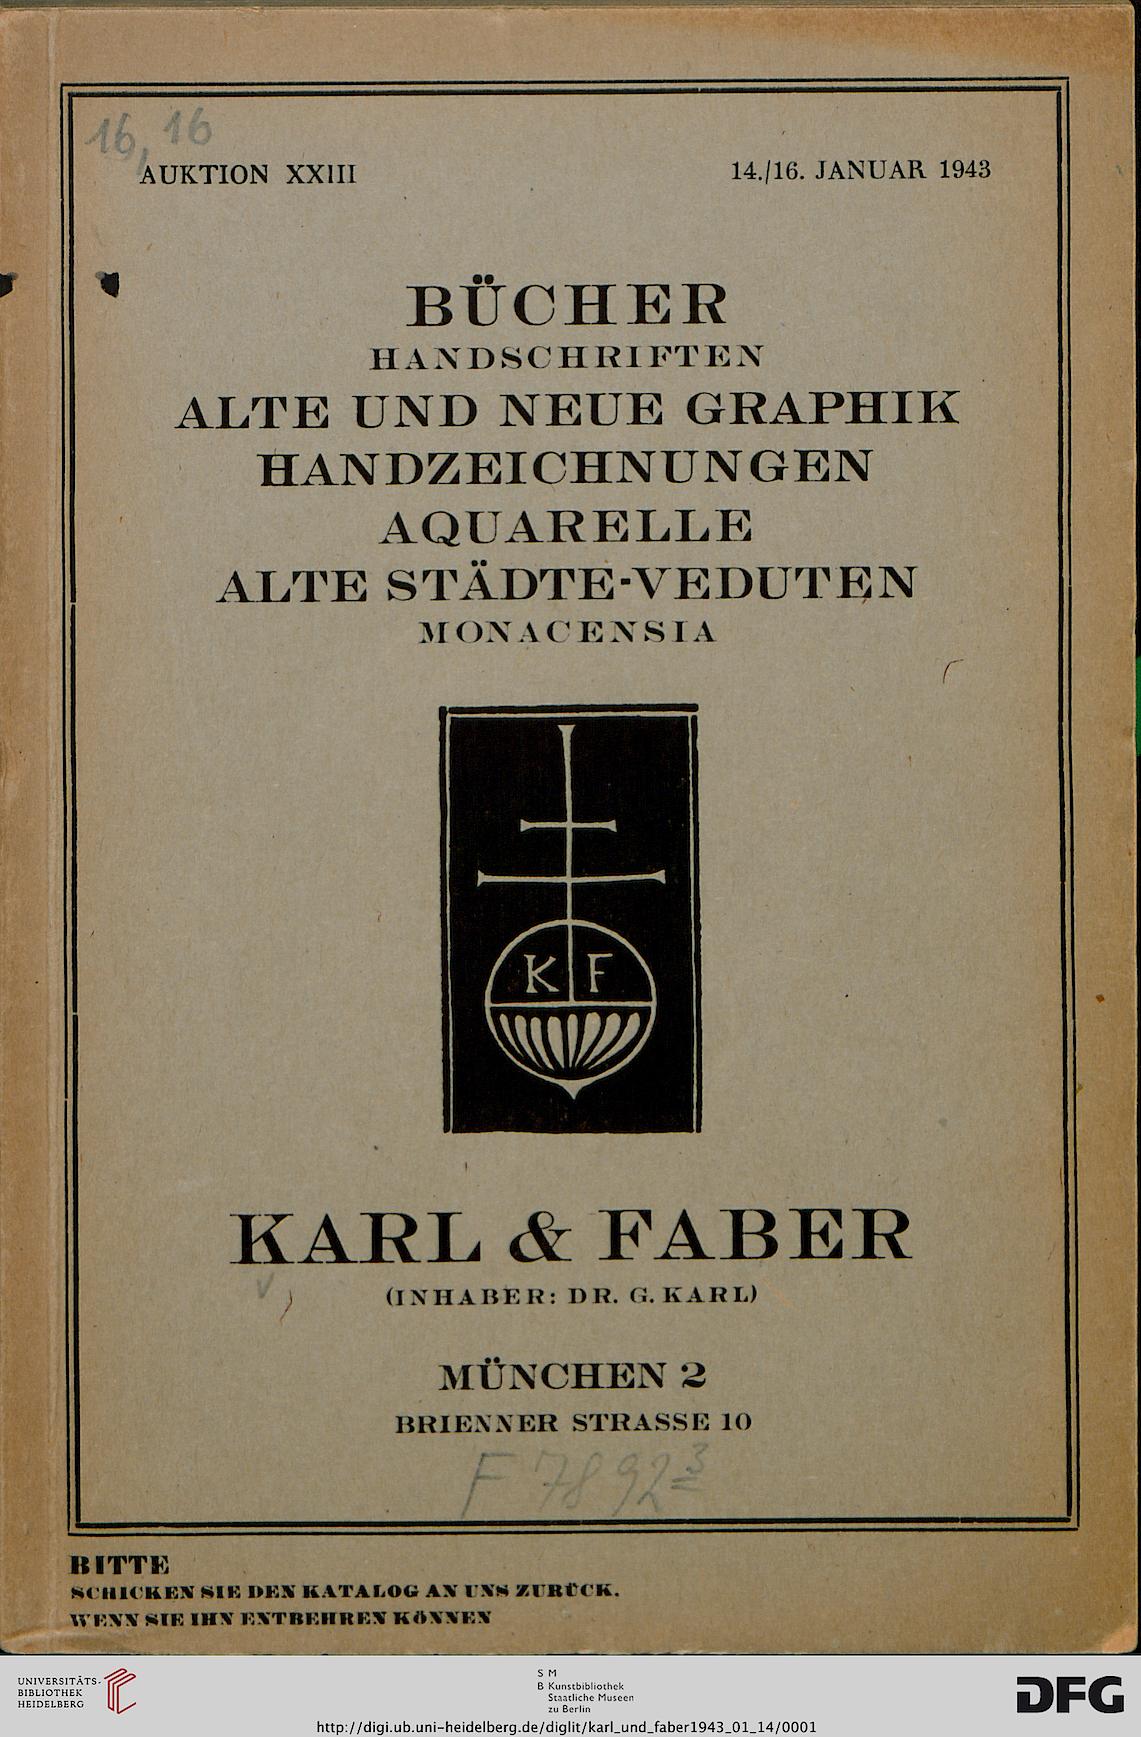 16, 16
AUKTION XXIII
14./16. JANUAR 1943
BÜCHER
HANDSCHRIFTEN
ALTE UND NEUE GRAPHIK
HANDZEICHNUNGEN
AQUARELLE
ALTE STÄDTE-VEDUTEN
MONACENSIA
K F
KARL & FABER
(INHABER: DR. G. KARL)
MÜNCHEN 2
BRIENNER STRASSE 10
F 7892 3
BITTE
SCHICKEN SIE DEN KATALOG AN UNS ZURÜCK.
WENN SIE IHN ENTBEHREN KÖNNEN
UNIVERSITÄTS-
BIBLIOTHEK
HEIDELBERG
S M
B Kunstbibliothek
Staatliche Museen
zu Berlin
DFG
http://digi.ub.uni-heidelberg.de/diglit/karl_und_faber1943_01_14/0001